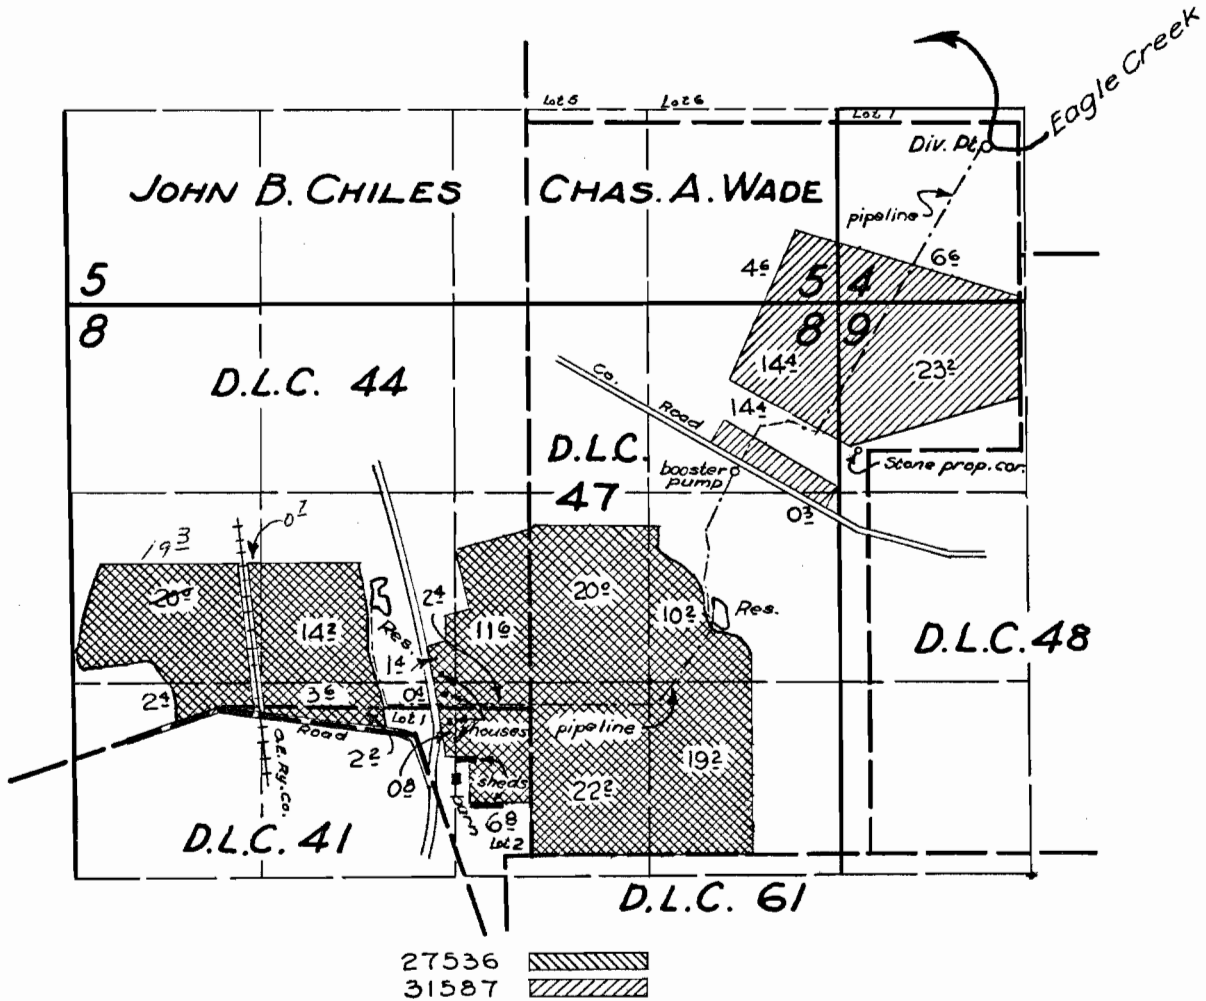 Eagle Creek
Lot 5
Lot 6
Lot 7
Div. Pt.
JOHN B. CHILES
CHAS. A. WADE
pipeline
4 6
6 6
5
5 4
8
8 9
14 4
23 2
D.L.C. 44
Co. Road
14 4
D.L.C. 47
booster pump
Stone prop. cor.
0 3
0 7
19 3
20 0
14 2
Res.
2 4
11 6
20 0
10 2
Res.
D.L.C. 48
1 4
2 4
3 6
0 4
Lot 1
houses
pipeline
Road
2 2
0 8
O.E. Ry. Co.
sheds
22 2
19 2
6 8
Lot 2
D.L.C. 41
D.L.C. 61
27536
31587